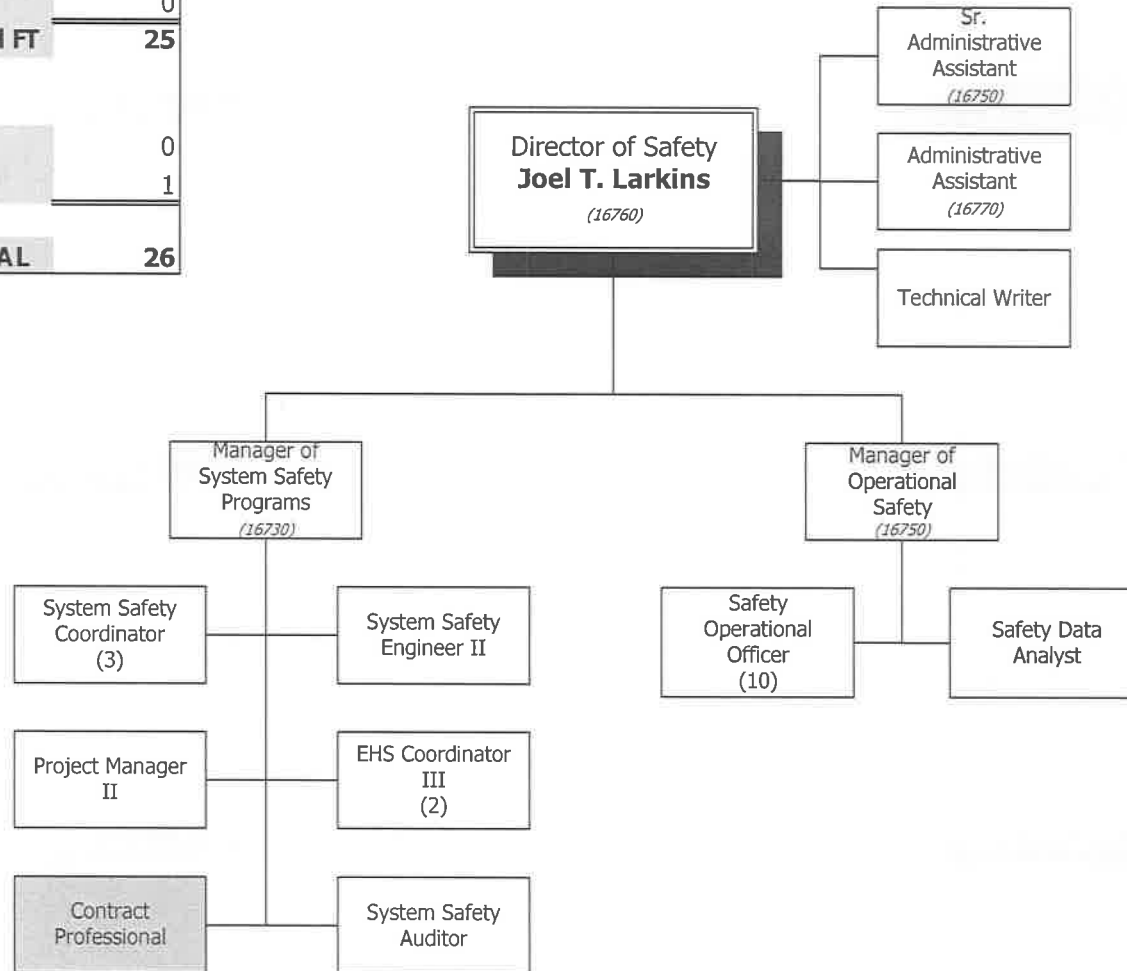 0
FT
25
0
1
AL
26
Sr.
Administrative
Assistant
(16750)
Director of Safety
Joel T. Larkins
(16760)
Administrative
Assistant
(16770)
Technical Writer
Manager of
System Safety
Programs
(16730)
Manager of
Operational
Safety
(16750)
System Safety
Coordinator
(3)
System Safety
Engineer II
Safety
Operational
Officer
(10)
Safety Data
Analyst
Project Manager
II
EHS Coordinator
III
(2)
Contract
Professional
System Safety
Auditor